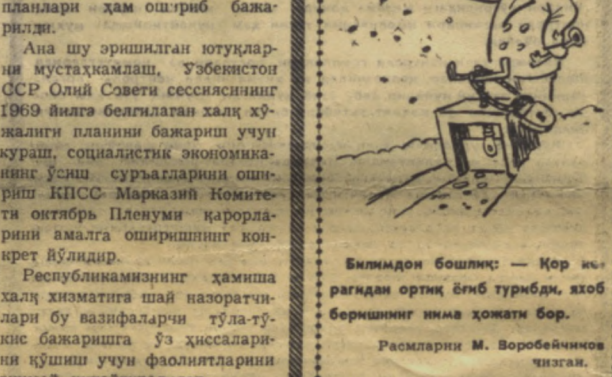 планлари ҳам ошириб бажа-
рилди.
Ана шу эришилган ютуқлар-
ни мустаҳкамлаш, Узбекистон
ССР Олий Совети сессиясининг
1969 йилга белгилаган халқ хў-
жалиги планини бажариш учун
кураш, социалистик экономика-
нинг ўсиш суръатларини оши-
риш КПСС Марказий Комите-
ти октябрь Пленуми қарорла-
рини амалга оширишнинг кон-
крет йўлидир.
Республикамизнинг ҳамиша
халқ хизматига шай назоратчи-
лари бу вазифаларни тўла-тў-
кис бажаришга ўз ҳиссалари-
ни қўшиш учун фаолиятларини
Билимдон бошлиқ: — Қор ке-
рагидан ортиқ ёғиб турибди, яхоб
беришнинг нима ҳожати бор.
Расмларни М. Воробейчиков
чизган.